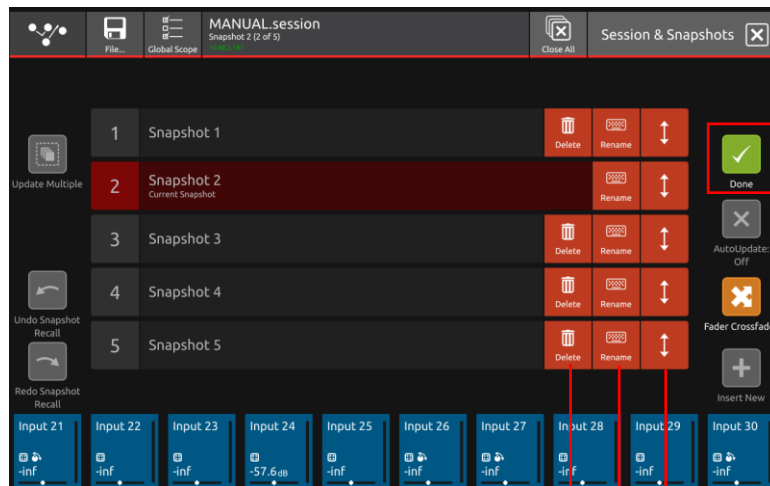 MANUAL.session
Snapshot 2 (2 of 5)
File...
Global Scope
Close All
Session & Snapshots
1
Snapshot 1
Delete
Rename
Update Multiple
2
Snapshot 2
Current Snapshot
Rename
Done
3
Snapshot 3
Delete
Rename
AutoUpdate:
Off
4
Snapshot 4
Delete
Rename
Undo Snapshot
Recall
Fader Crossfad
5
Snapshot 5
Delete
Rename
Redo Snapshot
Recall
Insert New
Input 21
Input 22
Input 23
Input 24
Input 25
Input 26
Input 27
Input 28
Input 29
Input 30
-inf
-inf
-inf
-57.6dB
-inf
-inf
-inf
-inf
-inf
-inf